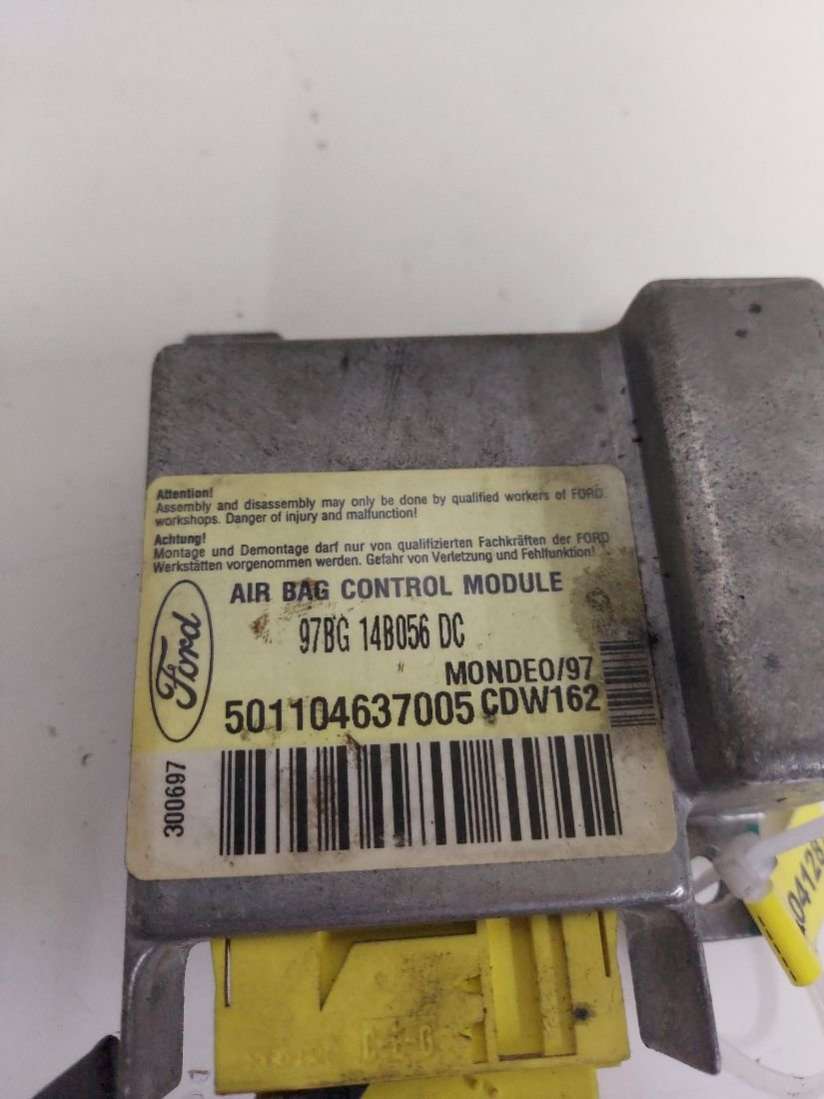 Attention!
Assembly and disassembly may only be done by qualified workers of FORD
workshops. Danger of injury and malfunction!
Achtung!
Montage und Demontage darf nur von qualifizierten Fachkräften der FORD
Werkstätten vorgenommen werden. Gefahr von Verletzung und Fehlfunktion!
AIR BAG CONTROL MODULE
Ford
97BG 14B056 DC
MONDEO/97
501104637005 CDW162
300697
04128